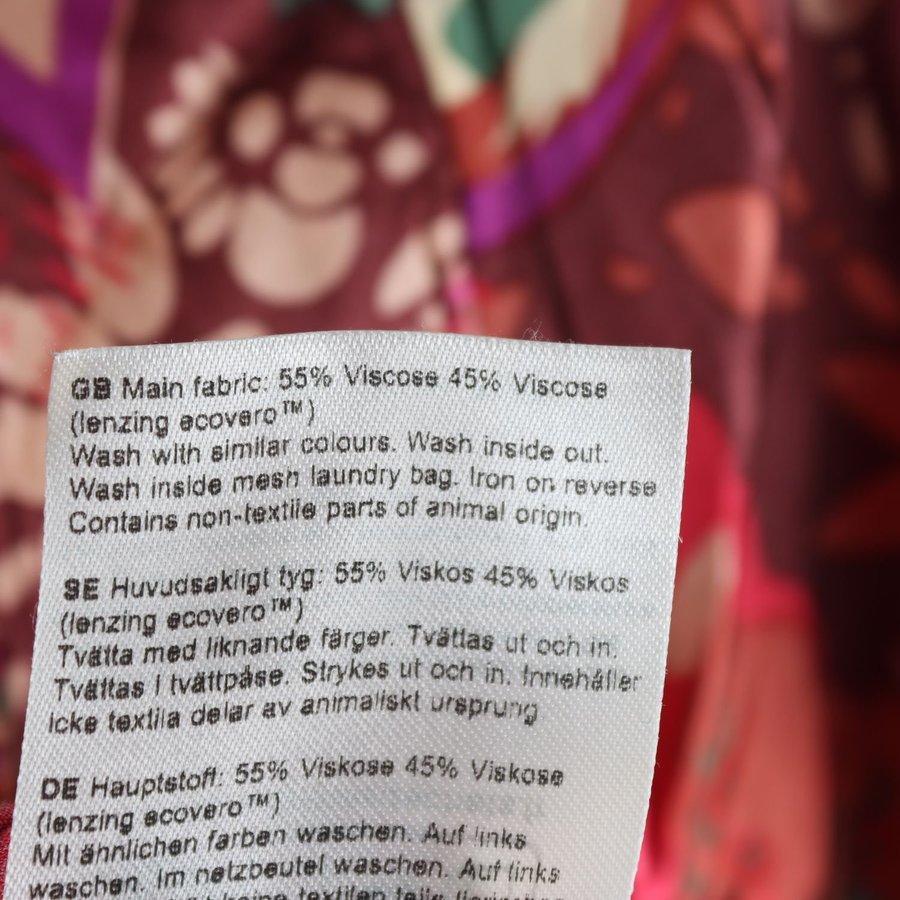 GB Main fabric: 55% Viscose 45% Viscose
(lenzing ecovero™)
Wash with similar colours. Wash inside out.
Wash inside mesh laundry bag. Iron on reverse
Contains non-textile parts of animal origin.
SE Huvudsakligt tyg: 55% Viskos 45% Viskos
(lenzing ecovero™)
Tvätta med liknande färger. Tvättas ut och in.
Tvättas i tvättpåse. Strykes ut och in. Innehåller
icke textila delar av animaliskt ursprung
DE Hauptstoff: 55% Viskose 45% Viskose
(lenzing ecovero™)
Mit ähnlichen farben waschen. Auf links
waschen. Im netzbeutel waschen. Auf links
keine textilen teile